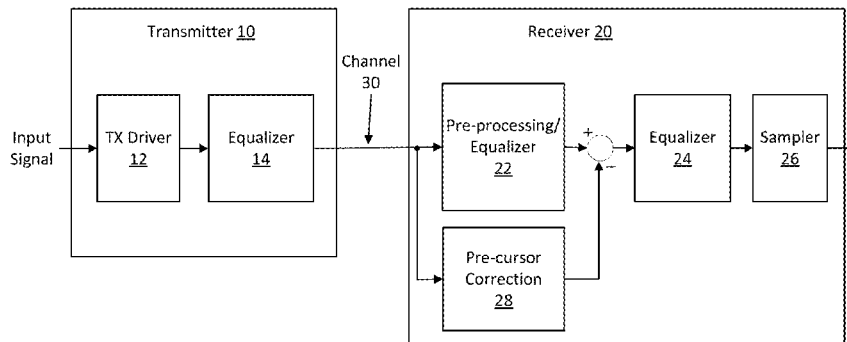 Transmitter 10
Receiver 20
Channel
30
Input
Signal
TX Driver
12
Equalizer
14
Pre-processing/
Equalizer
22
+
−
Equalizer
24
Sampler
26
Pre-cursor
Correction
28